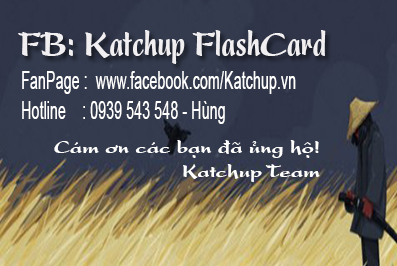 FB: Katchup FlashCard
FanPage : www.facebook.com/Katchup.vn
Hotline : 0939 543 548 - Hùng
Cám ơn các bạn đã ủng hộ!
Katchup Team